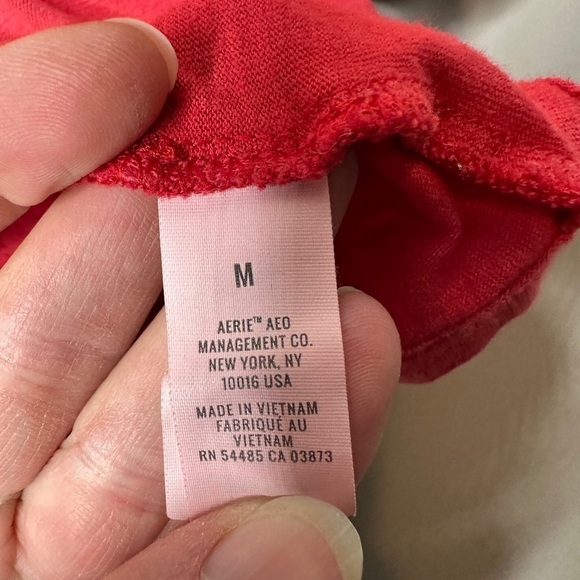 M
AERIE™ AEO
MANAGEMENT CO.
NEW YORK, NY
10016 USA
MADE IN VIETNAM
FABRIQUÉ AU
VIETNAM
RN 54485 CA 03873